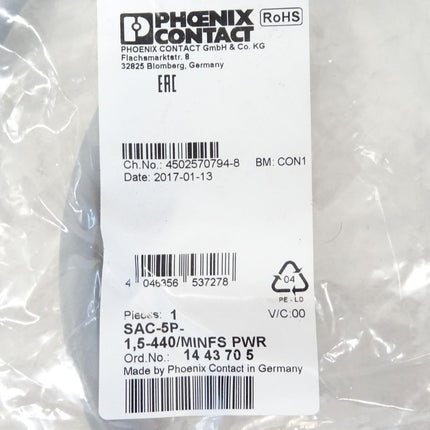 PHOENIX
CONTACT
RoHS
PHOENIX CONTACT GmbH & Co. KG
Flachsmarktstr. 8
32825 Blomberg, Germany
EAC
Ch.No.: 4502570794-8 BM: CON1
Date: 2017-01-13
4 046356 537278
04
PE-LD
Pieces: 1 V/C:00
SAC-5P-
1,5-440/MINFS PWR
Ord.No.: 14 43 70 5
Made by Phoenix Contact in Germany